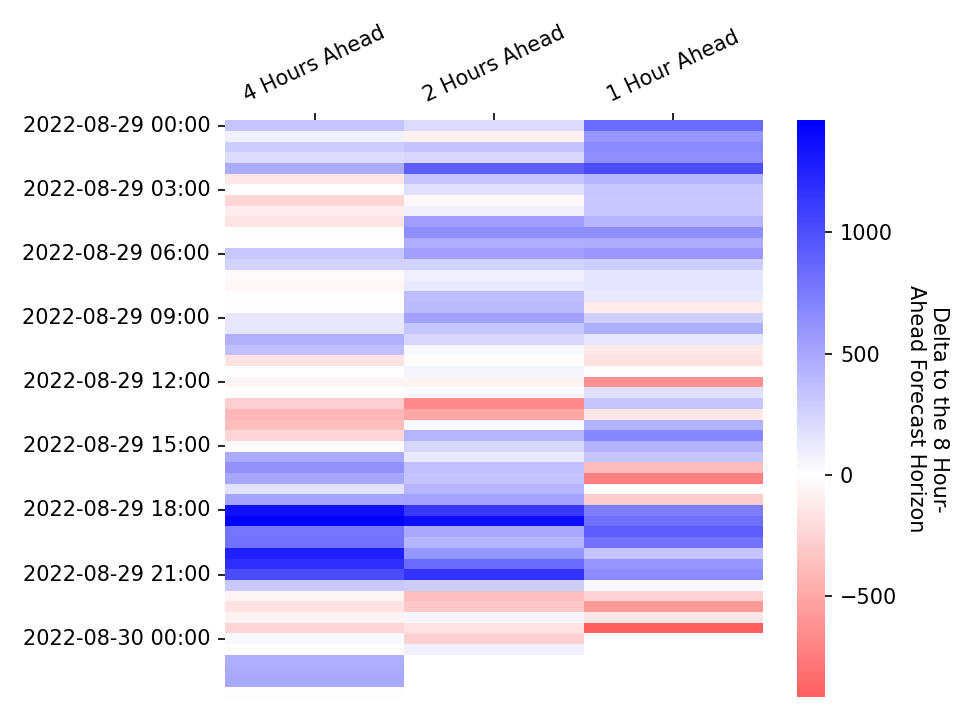 4 Hours Ahead
2 Hours Ahead
1 Hour Ahead
2022-08-29 00:00
2022-08-29 03:00
2022-08-29 06:00
2022-08-29 09:00
2022-08-29 12:00
2022-08-29 15:00
2022-08-29 18:00
2022-08-29 21:00
2022-08-30 00:00
1000
500
0
−500
Delta to the 8 Hour-
Ahead Forecast Horizon